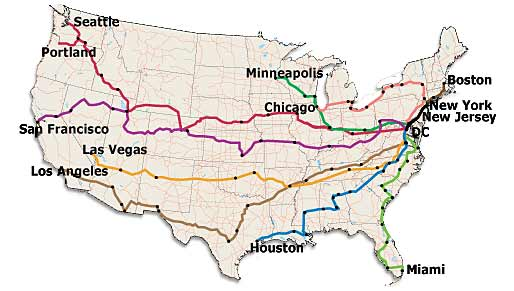 Seattle
Portland
Minneapolis
Boston
Chicago
New York
New Jersey
San Francisco
DC
Las Vegas
Los Angeles
Houston
Miami